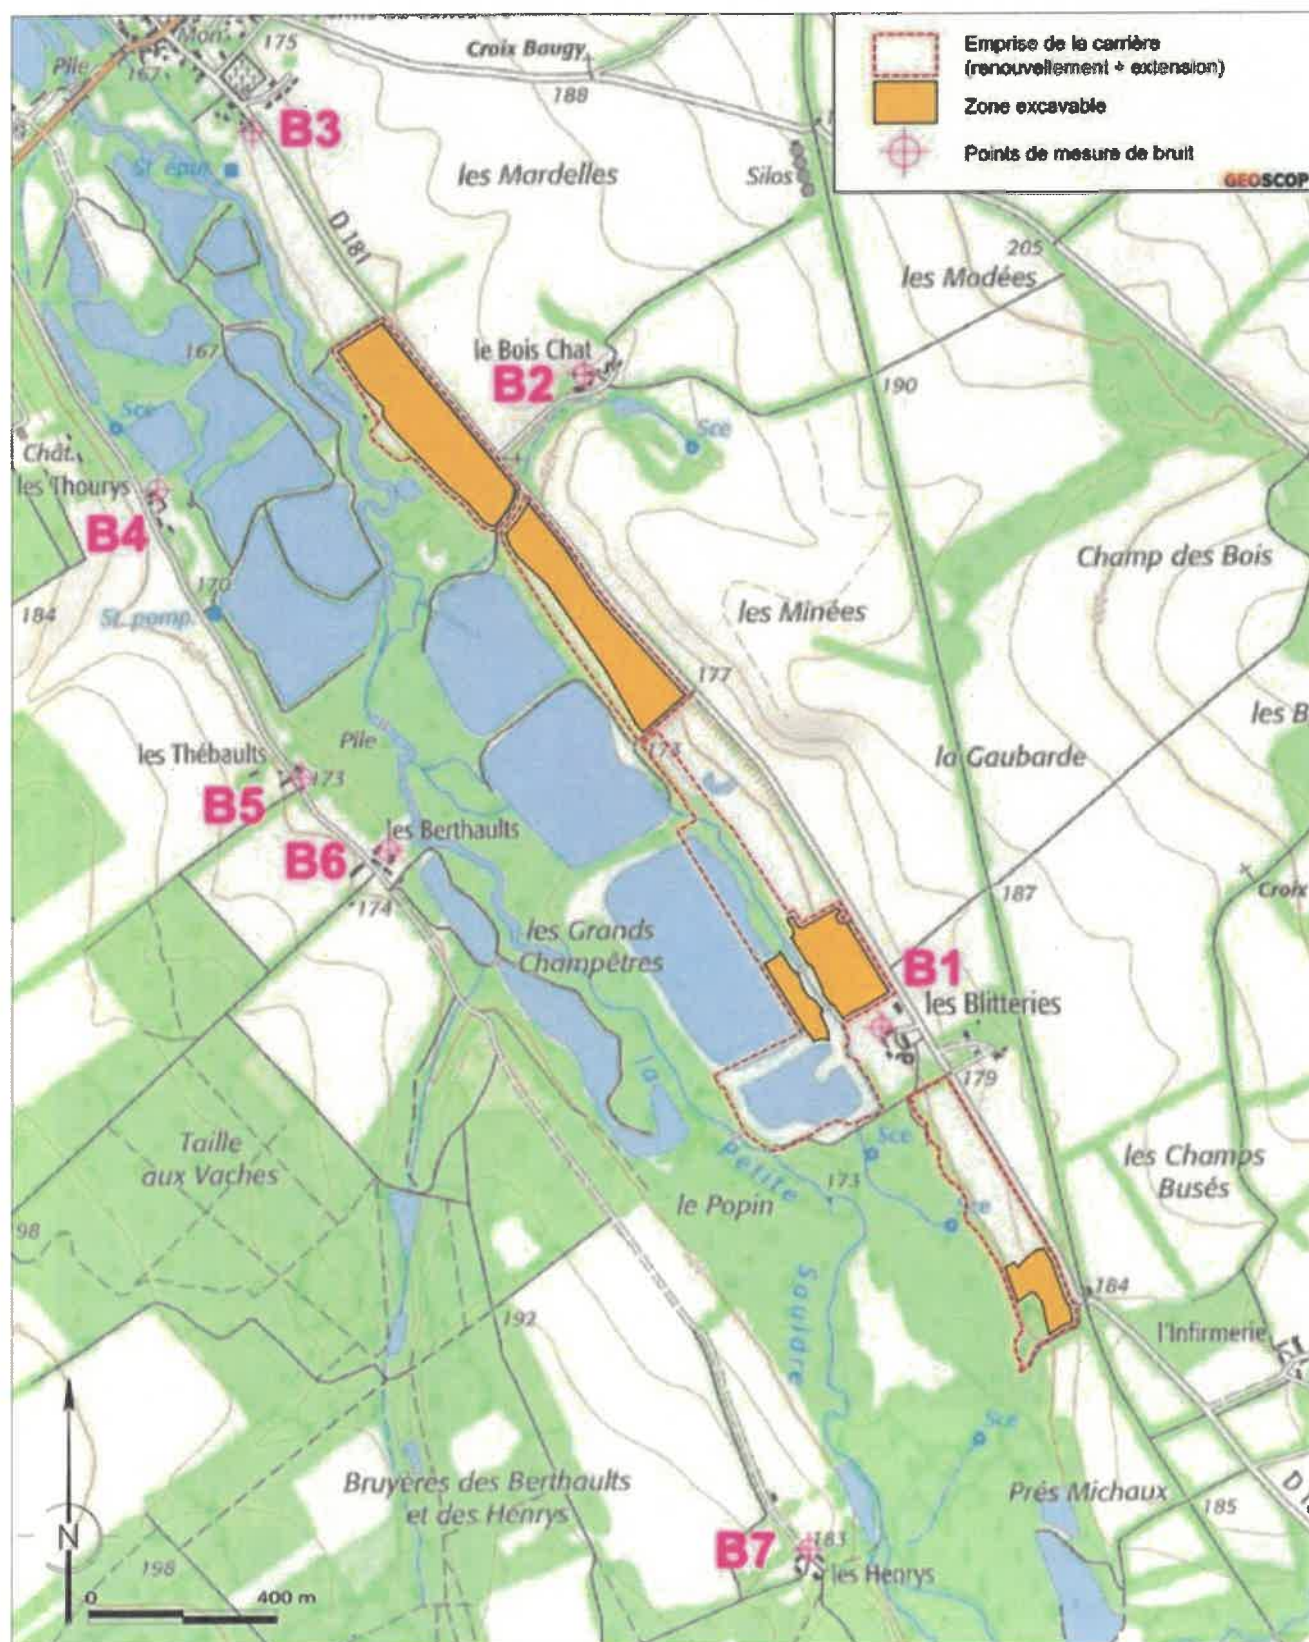 Mon
175
Pile
167
Croix Baugy
188
Emprise de la carrière
(renouvellement + extension)
Zone excavable
Points de mesure de bruit
GEOSCOP
B3
St. épur.
les Mardelles
Silos
D 181
205
les Modées
167
le Bois Chat
B2
190
Sce
Sce
Chât.
les Thourys
B4
Champ des Bois
170
184
St. pomp.
les Minées
177
les B
Pile
173
la Gaubarde
les Thébaults
173
B5
les Berthaults
B6
174
187
Croix
les Grands
Champêtres
B1
les Blitteries
la
179
Taille
aux Vaches
Sce
Petite
173
les Champs
Busés
le Popin
Sce
98
Sauldre
184
192
l'Infirmerie
Sce
Bruyères des Berthaults
et des Henrys
Prés Michaux
185
D 1
N
B7
183
les Henrys
198
0
400 m